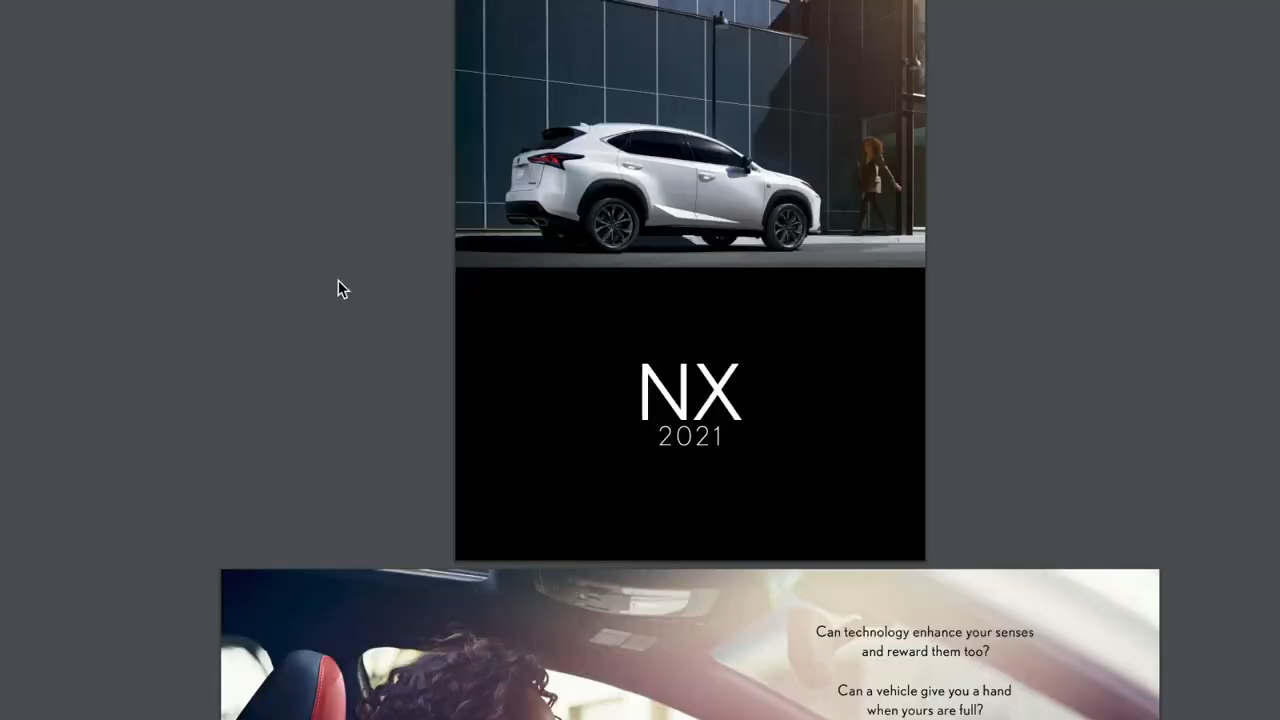 NX
2021
Can technology enhance your senses
and reward them too?
Can a vehicle give you a hand
when yours are full?